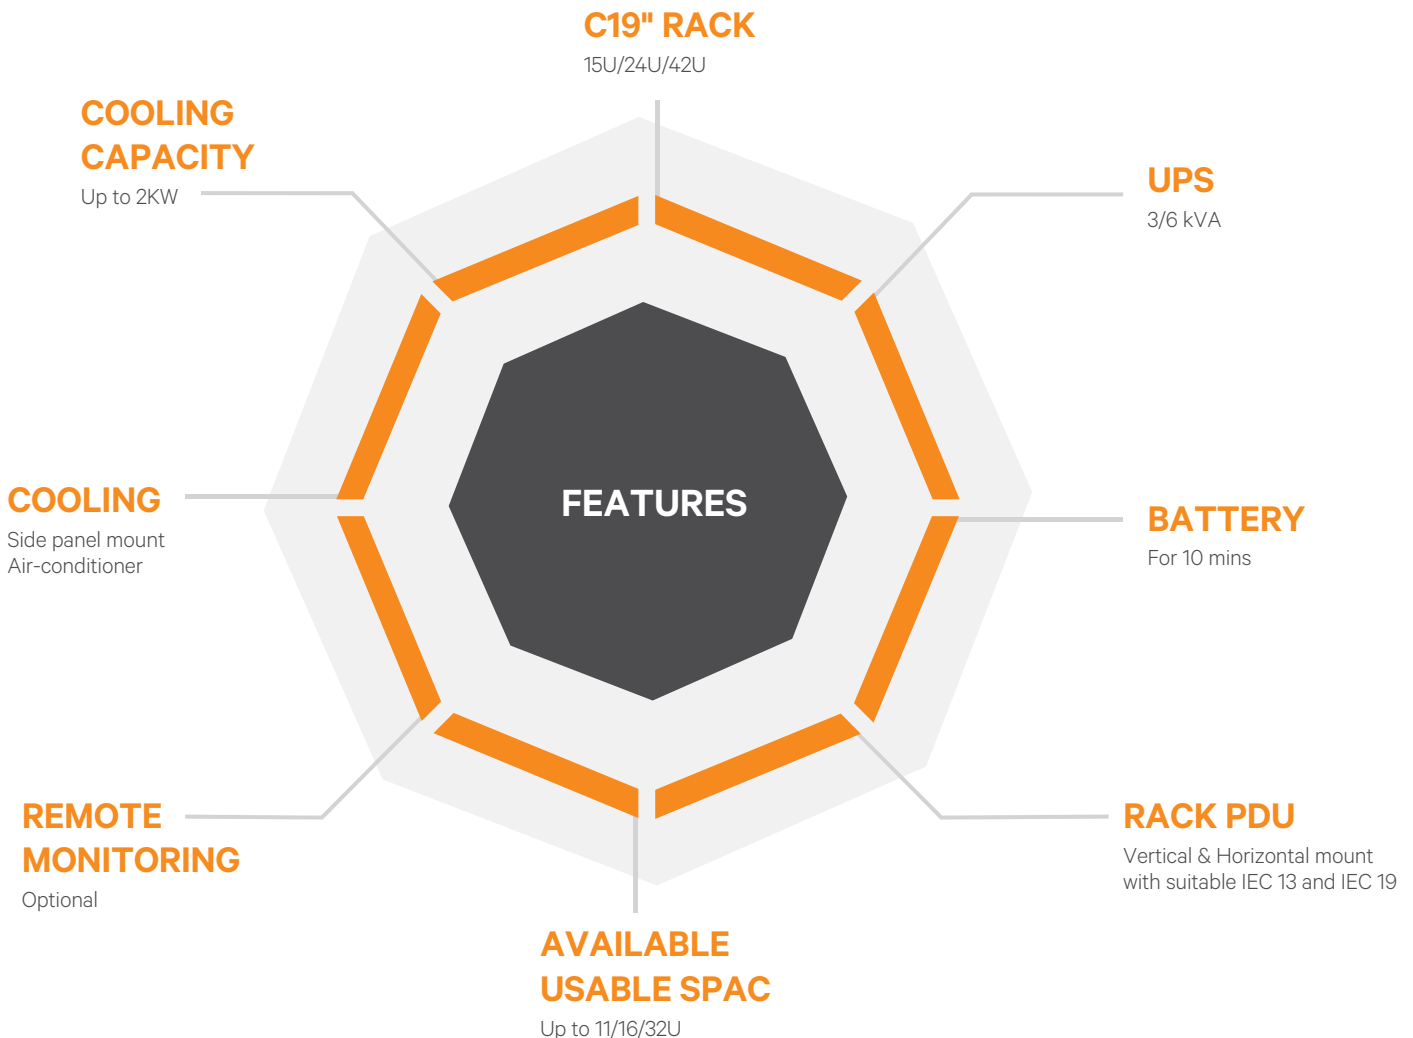 C19" RACK
15U/24U/42U
COOLING
CAPACITY
Up to 2KW
UPS
3/6 kVA
FEATURES
COOLING
Side panel mount
Air-conditioner
BATTERY
For 10 mins
REMOTE
MONITORING
Optional
RACK PDU
Vertical & Horizontal mount
with suitable IEC 13 and IEC 19
AVAILABLE
USABLE SPAC
Up to 11/16/32U